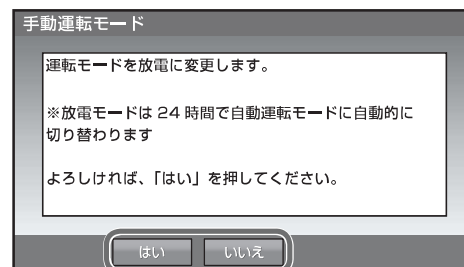 手動運転モード
運転モードを放電に変更します。
※放電モードは 24 時間で自動運転モードに自動的に
切り替わります
よろしければ、「はい」を押してください。
はい いいえ